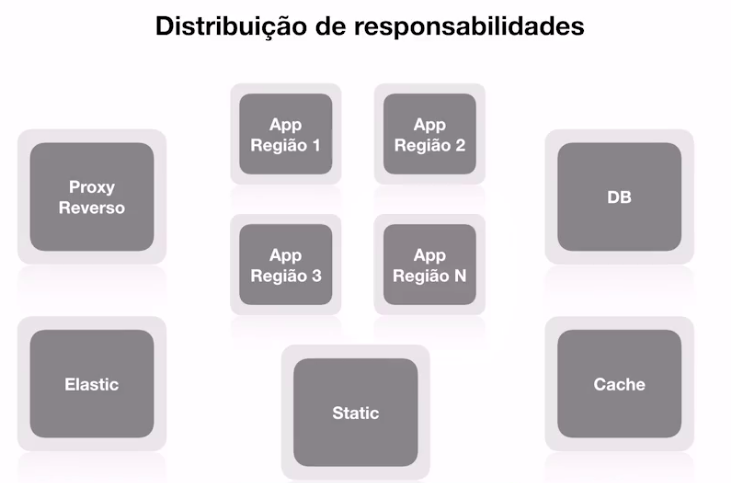 Distribuição de responsabilidades
App
Região 1
App
Região 2
Proxy
Reverso
DB
App
Região 3
App
Região N
Elastic
Static
Cache